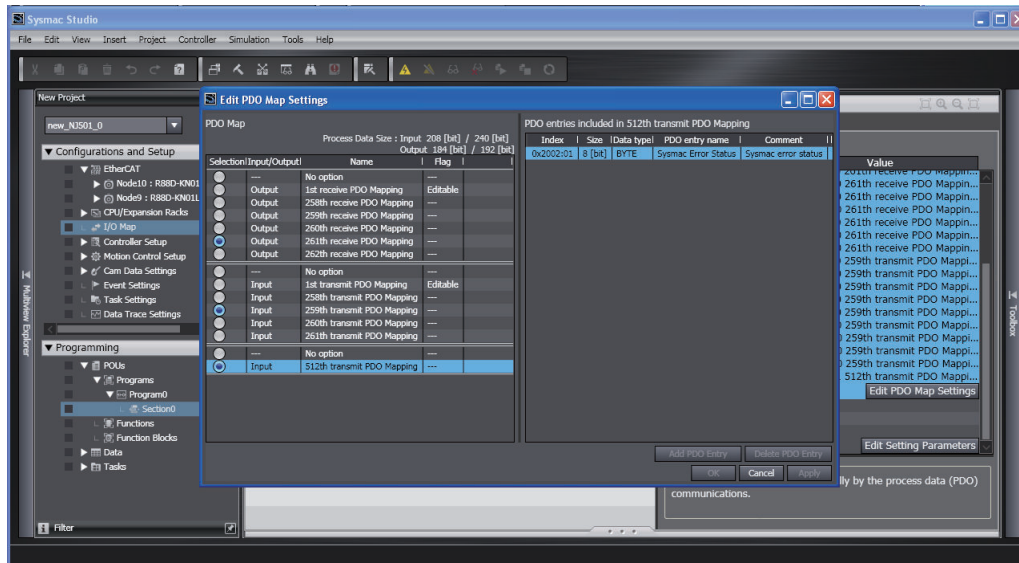 Sysmac Studio
File Edit View Insert Project Controller Simulation Tools Help
New Project
new_NJ501_0
Configurations and Setup
EtherCAT
Node10 : R88D-KN01
Node9 : R88D-KN01L
CPU/Expansion Racks
I/O Map
Controller Setup
Motion Control Setup
Cam Data Settings
Event Settings
Task Settings
Data Trace Settings
Programming
POUs
Programs
Program0
Section0
Functions
Function Blocks
Data
Tasks
Filter
Multiview Explorer
Edit PDO Map Settings
PDO Map
Process Data Size : Input 208 [bit] / 240 [bit]
Output 184 [bit] / 192 [bit]
Selection Input/Output Name Flag
--- No option ---
Output 1st receive PDO Mapping Editable
Output 258th receive PDO Mapping ---
Output 259th receive PDO Mapping ---
Output 260th receive PDO Mapping ---
Output 261th receive PDO Mapping ---
Output 262th receive PDO Mapping ---
--- No option ---
Input 1st transmit PDO Mapping Editable
Input 258th transmit PDO Mapping ---
Input 259th transmit PDO Mapping ---
Input 260th transmit PDO Mapping ---
Input 261th transmit PDO Mapping ---
--- No option ---
Input 512th transmit PDO Mapping ---
PDO entries included in 512th transmit PDO Mapping
Index Size Data type PDO entry name Comment
0x2002:01 8 [bit] BYTE Sysmac Error Status Sysmac error status
Add PDO Entry Delete PDO Entry
OK Cancel Apply
Value
261th receive PDO Mappin...
261th receive PDO Mappin...
261th receive PDO Mappin...
261th receive PDO Mappin...
261th receive PDO Mappin...
261th receive PDO Mappin...
261th receive PDO Mappin...
259th transmit PDO Mappi...
259th transmit PDO Mappi...
259th transmit PDO Mappi...
259th transmit PDO Mappi...
259th transmit PDO Mappi...
259th transmit PDO Mappi...
259th transmit PDO Mappi...
259th transmit PDO Mappi...
259th transmit PDO Mappi...
512th transmit PDO Mappi...
Edit PDO Map Settings
Edit Setting Parameters
lly by the process data (PDO)
communications.
Toolbox